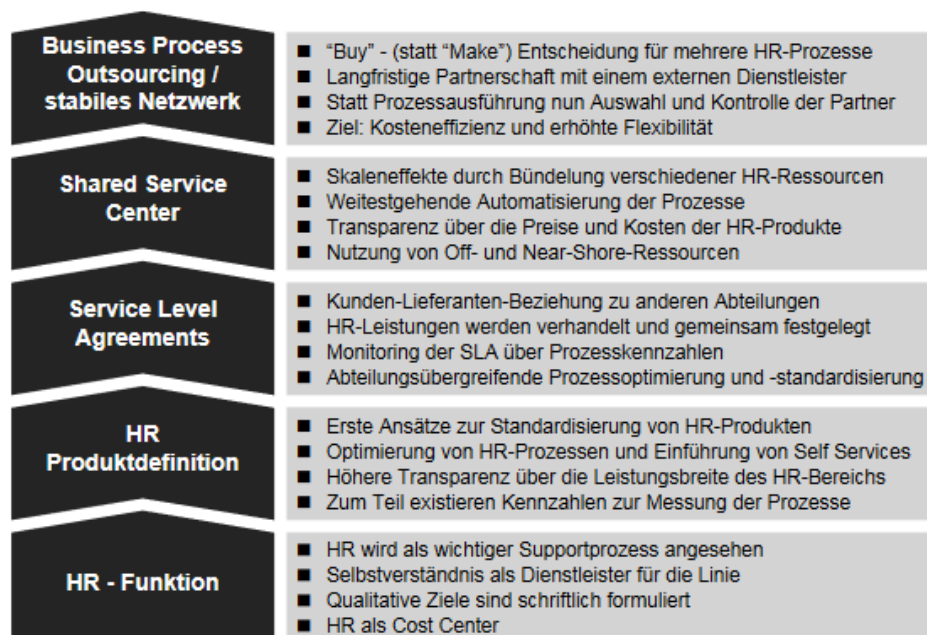 Business Process
Outsourcing /
stabiles Netzwerk
■ “Buy” - (statt “Make”) Entscheidung für mehrere HR-Prozesse
■ Langfristige Partnerschaft mit einem externen Dienstleister
■ Statt Prozessausführung nun Auswahl und Kontrolle der Partner
■ Ziel: Kosteneffizienz und erhöhte Flexibilität
Shared Service
Center
■ Skaleneffekte durch Bündelung verschiedener HR-Ressourcen
■ Weitestgehende Automatisierung der Prozesse
■ Transparenz über die Preise und Kosten der HR-Produkte
■ Nutzung von Off- und Near-Shore-Ressourcen
Service Level
Agreements
■ Kunden-Lieferanten-Beziehung zu anderen Abteilungen
■ HR-Leistungen werden verhandelt und gemeinsam festgelegt
■ Monitoring der SLA über Prozesskennzahlen
■ Abteilungsübergreifende Prozessoptimierung und -standardisierung
HR
Produktdefinition
■ Erste Ansätze zur Standardisierung von HR-Produkten
■ Optimierung von HR-Prozessen und Einführung von Self Services
■ Höhere Transparenz über die Leistungsbreite des HR-Bereichs
■ Zum Teil existieren Kennzahlen zur Messung der Prozesse
HR - Funktion
■ HR wird als wichtiger Supportprozess angesehen
■ Selbstverständnis als Dienstleister für die Linie
■ Qualitative Ziele sind schriftlich formuliert
■ HR als Cost Center